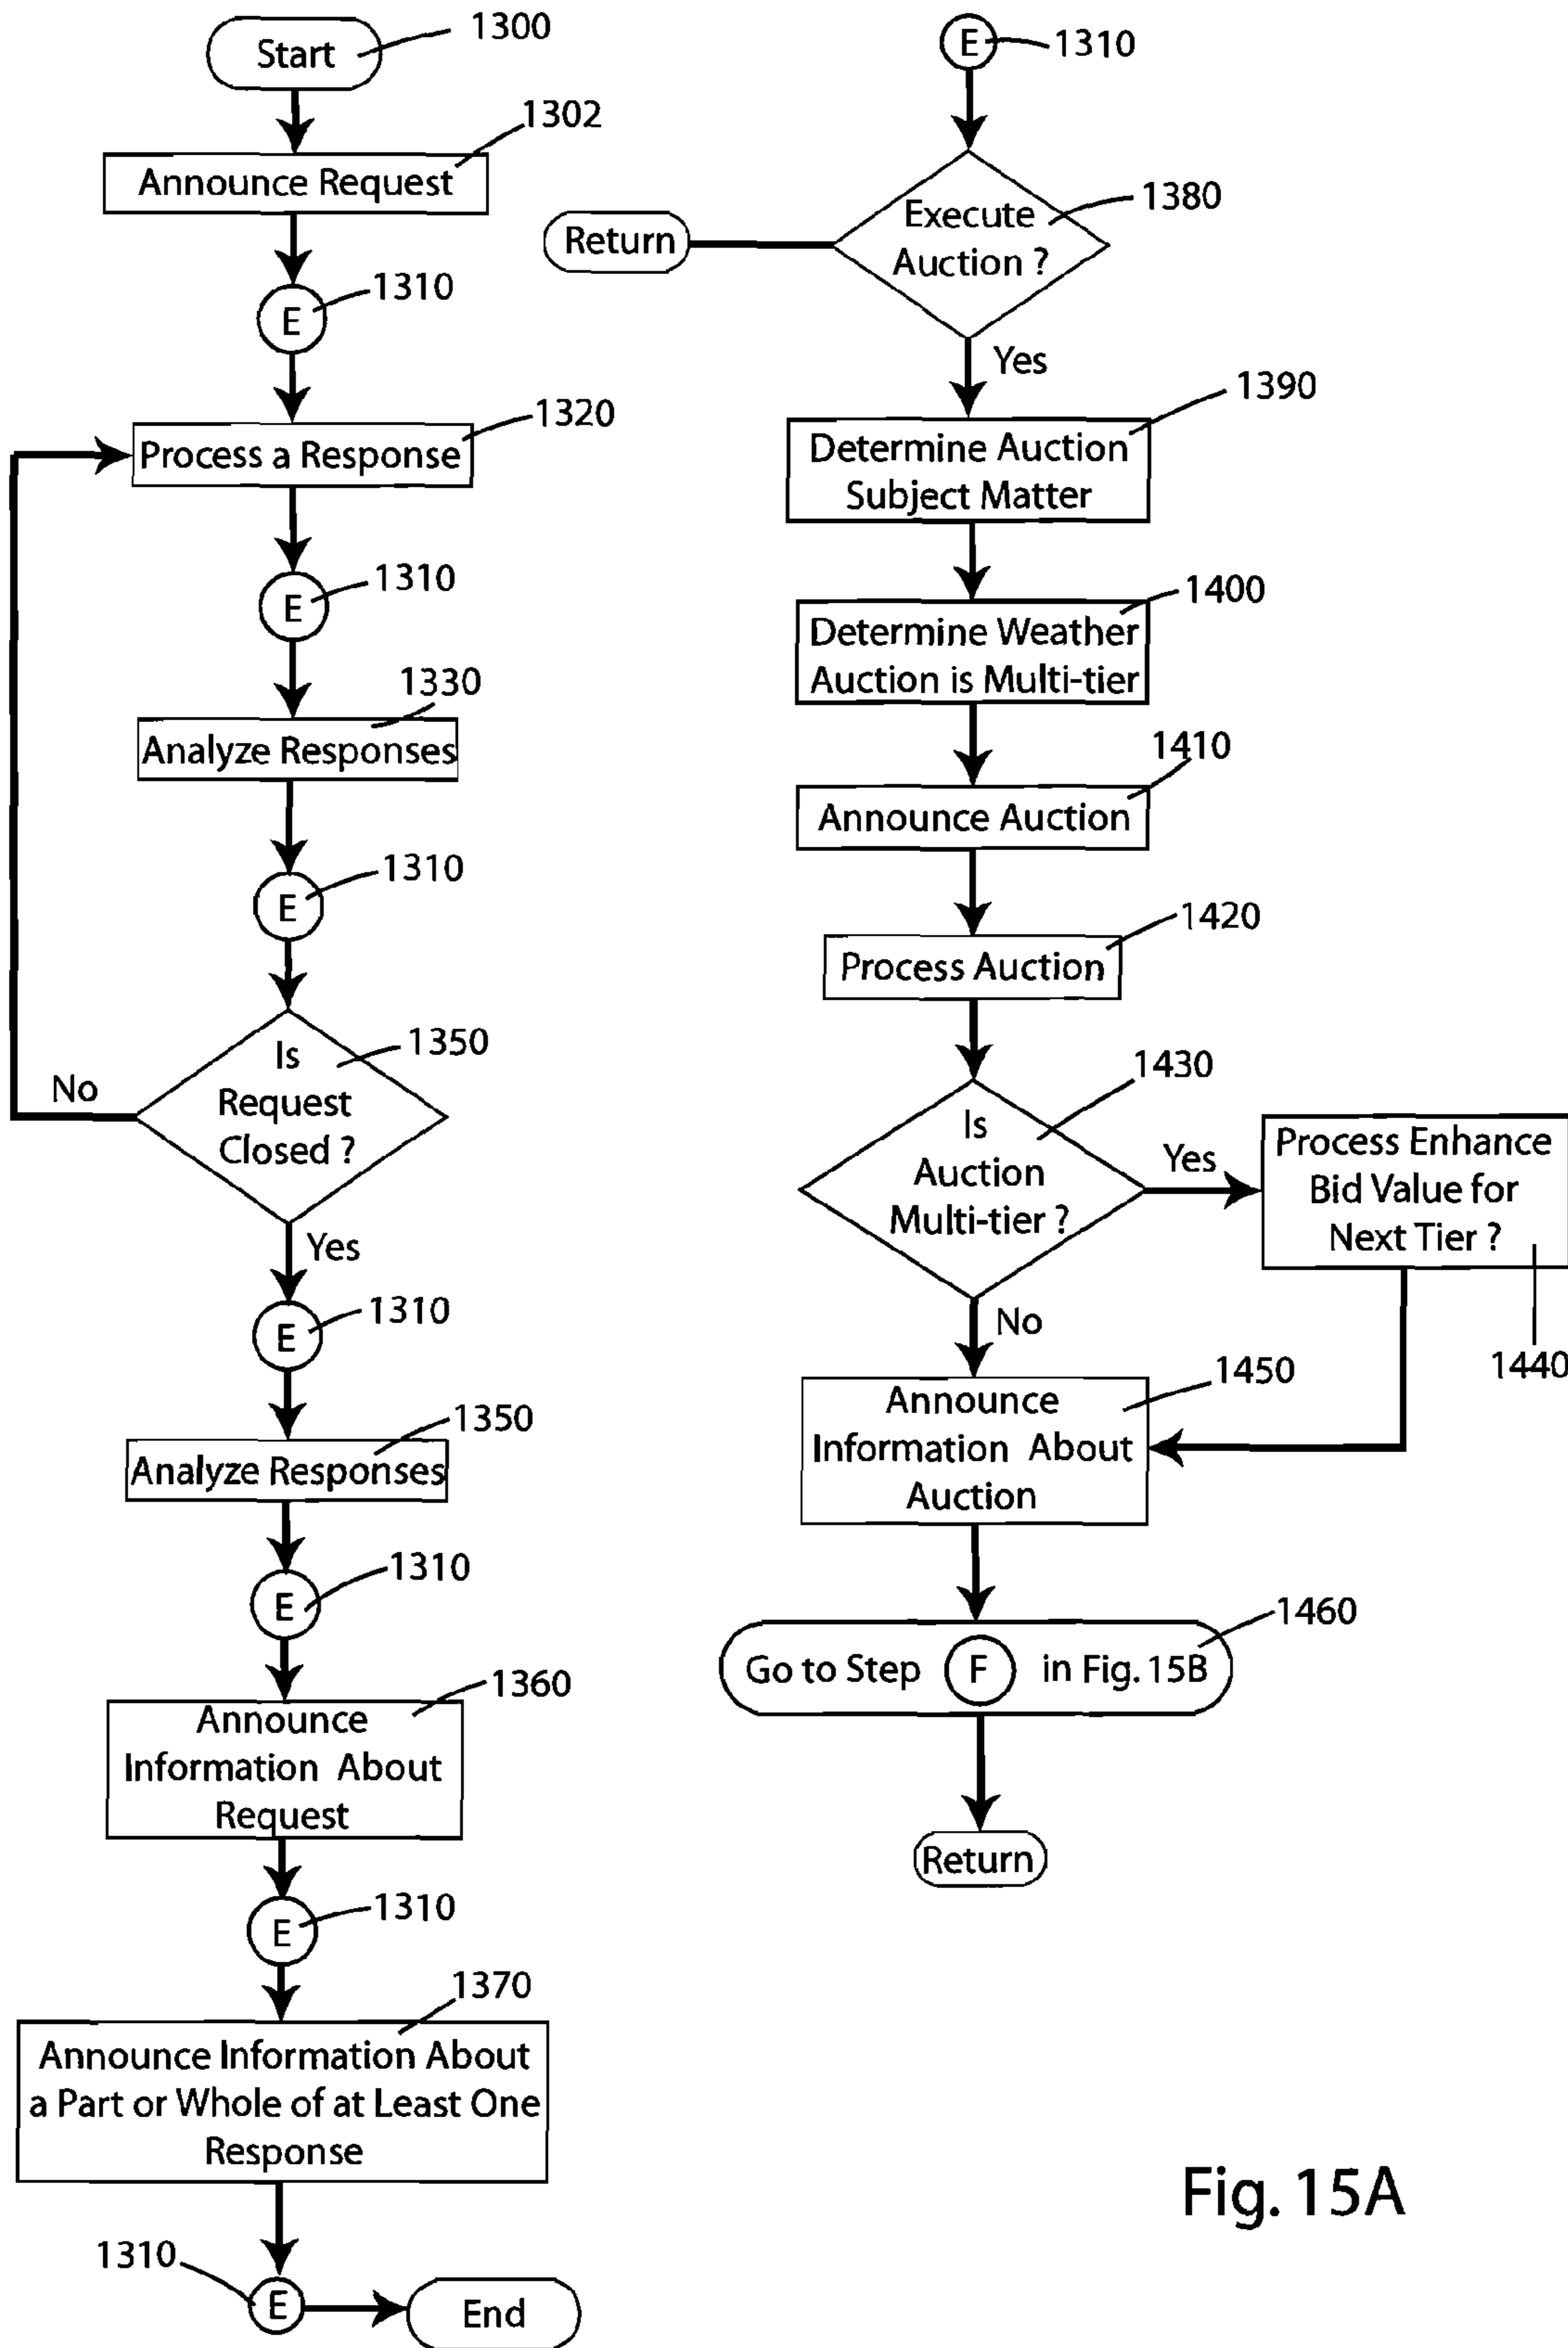 Start
1300
1302
Announce Request
E
1310
1320
Process a Response
E
1310
1330
Analyze Responses
E
1310
1350
Is
Request
Closed ?
No
Yes
E
1310
1350
Analyze Responses
E
1310
1360
Announce
Information About
Request
E
1310
1370
Announce Information About
a Part or Whole of at Least One
Response
1310
E
End
E
1310
1380
Execute
Auction ?
Return
Yes
1390
Determine Auction
Subject Matter
1400
Determine Weather
Auction is Multi-tier
1410
Announce Auction
1420
Process Auction
1430
Is
Auction
Multi-tier ?
Yes
Process Enhance
Bid Value for
Next Tier ?
1440
No
1450
Announce
Information About
Auction
1460
Go to Step F in Fig. 15B
Return
Fig. 15A